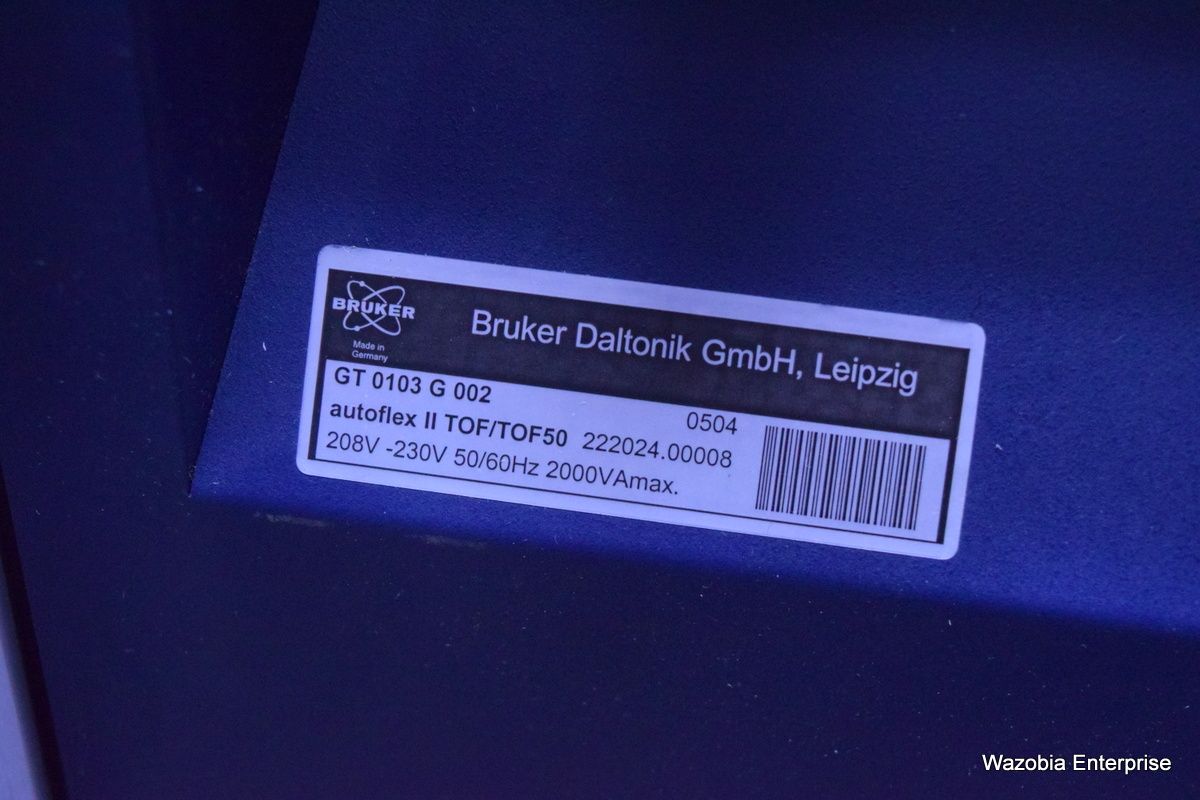 BRUKER
Made in
Germany
Bruker Daltonik GmbH, Leipzig
GT 0103 G 002
0504
autoflex II TOF/TOF50 222024.00008
208V -230V 50/60Hz 2000VAmax.
Wazobia Enterprise